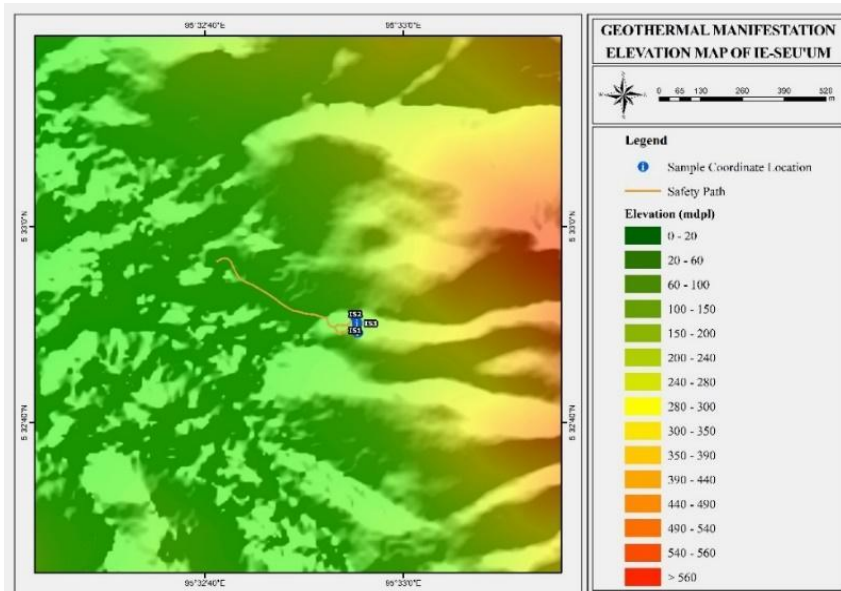 95°32'40"E 95°33'0"E
5°33'0"N 5°33'0"N
IS2
IS3
IS1
5°32'40"N 5°32'40"N
95°32'40"E 95°33'0"E
GEOTHERMAL MANIFESTATION
ELEVATION MAP OF IE-SEU'UM
N
W E
S
0 65 130 260 390 520
m
Legend
Sample Coordinate Location
Safety Path
Elevation (mdpl)
0 - 20
20 - 60
60 - 100
100 - 150
150 - 200
200 - 240
240 - 280
280 - 300
300 - 350
350 - 390
390 - 440
440 - 490
490 - 540
540 - 560
> 560